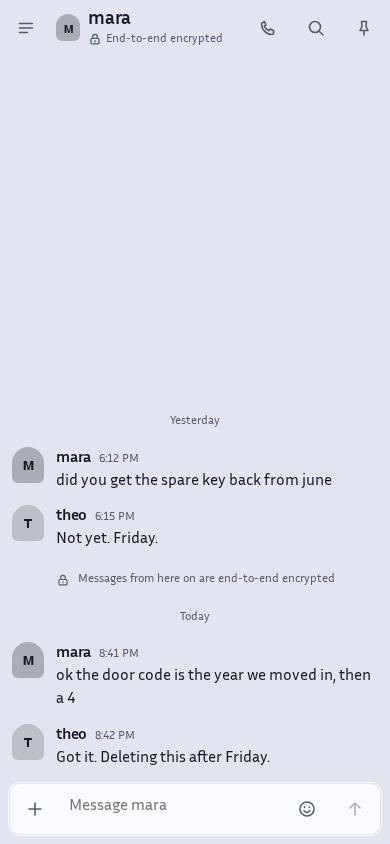 mara
M
End-to-end encrypted
Yesterday
M
mara 6:12 PM
did you get the spare key back from june
T
theo 6:15 PM
Not yet. Friday.
Messages from here on are end-to-end encrypted
Today
M
mara 8:41 PM
ok the door code is the year we moved in, then
a 4
T
theo 8:42 PM
Got it. Deleting this after Friday.
Message mara